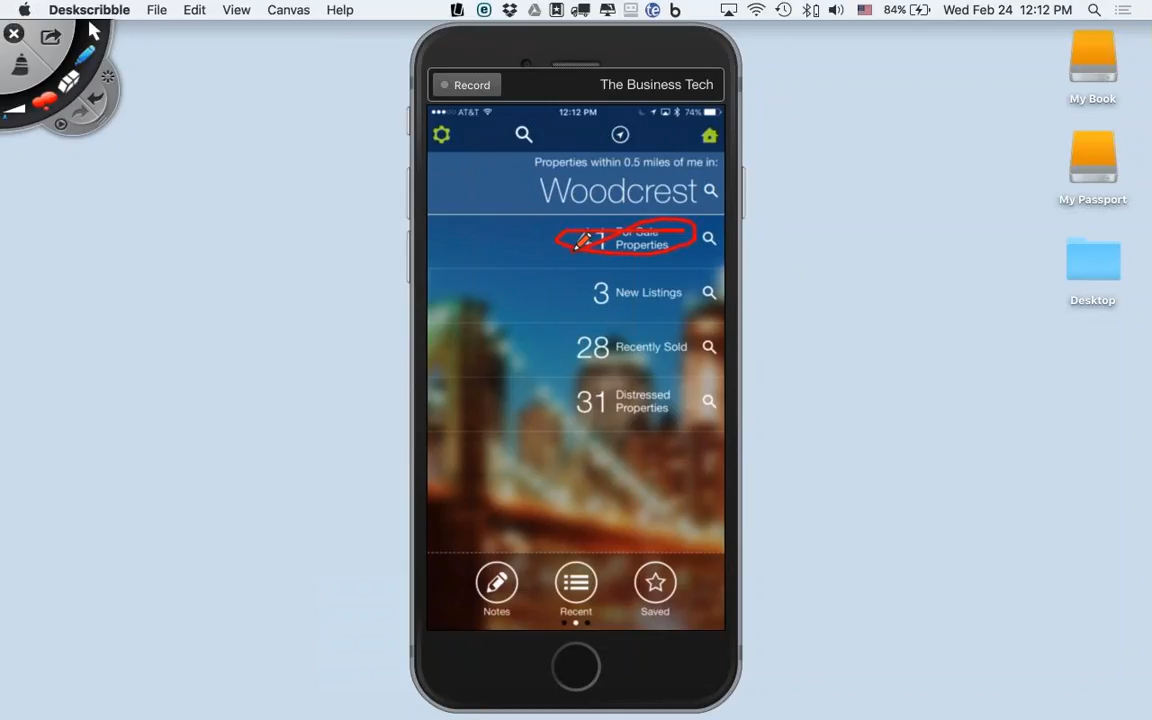 Deskscribble File Edit View Canvas Help 84% Wed Feb 24 12:12 PM
Record The Business Tech
AT&T 12:12 PM 74%
Properties within 0.5 miles of me in:
Woodcrest
For Sale
Properties
3 New Listings
28 Recently Sold
31 Distressed
Properties
Notes Recent Saved
My Book
My Passport
Desktop